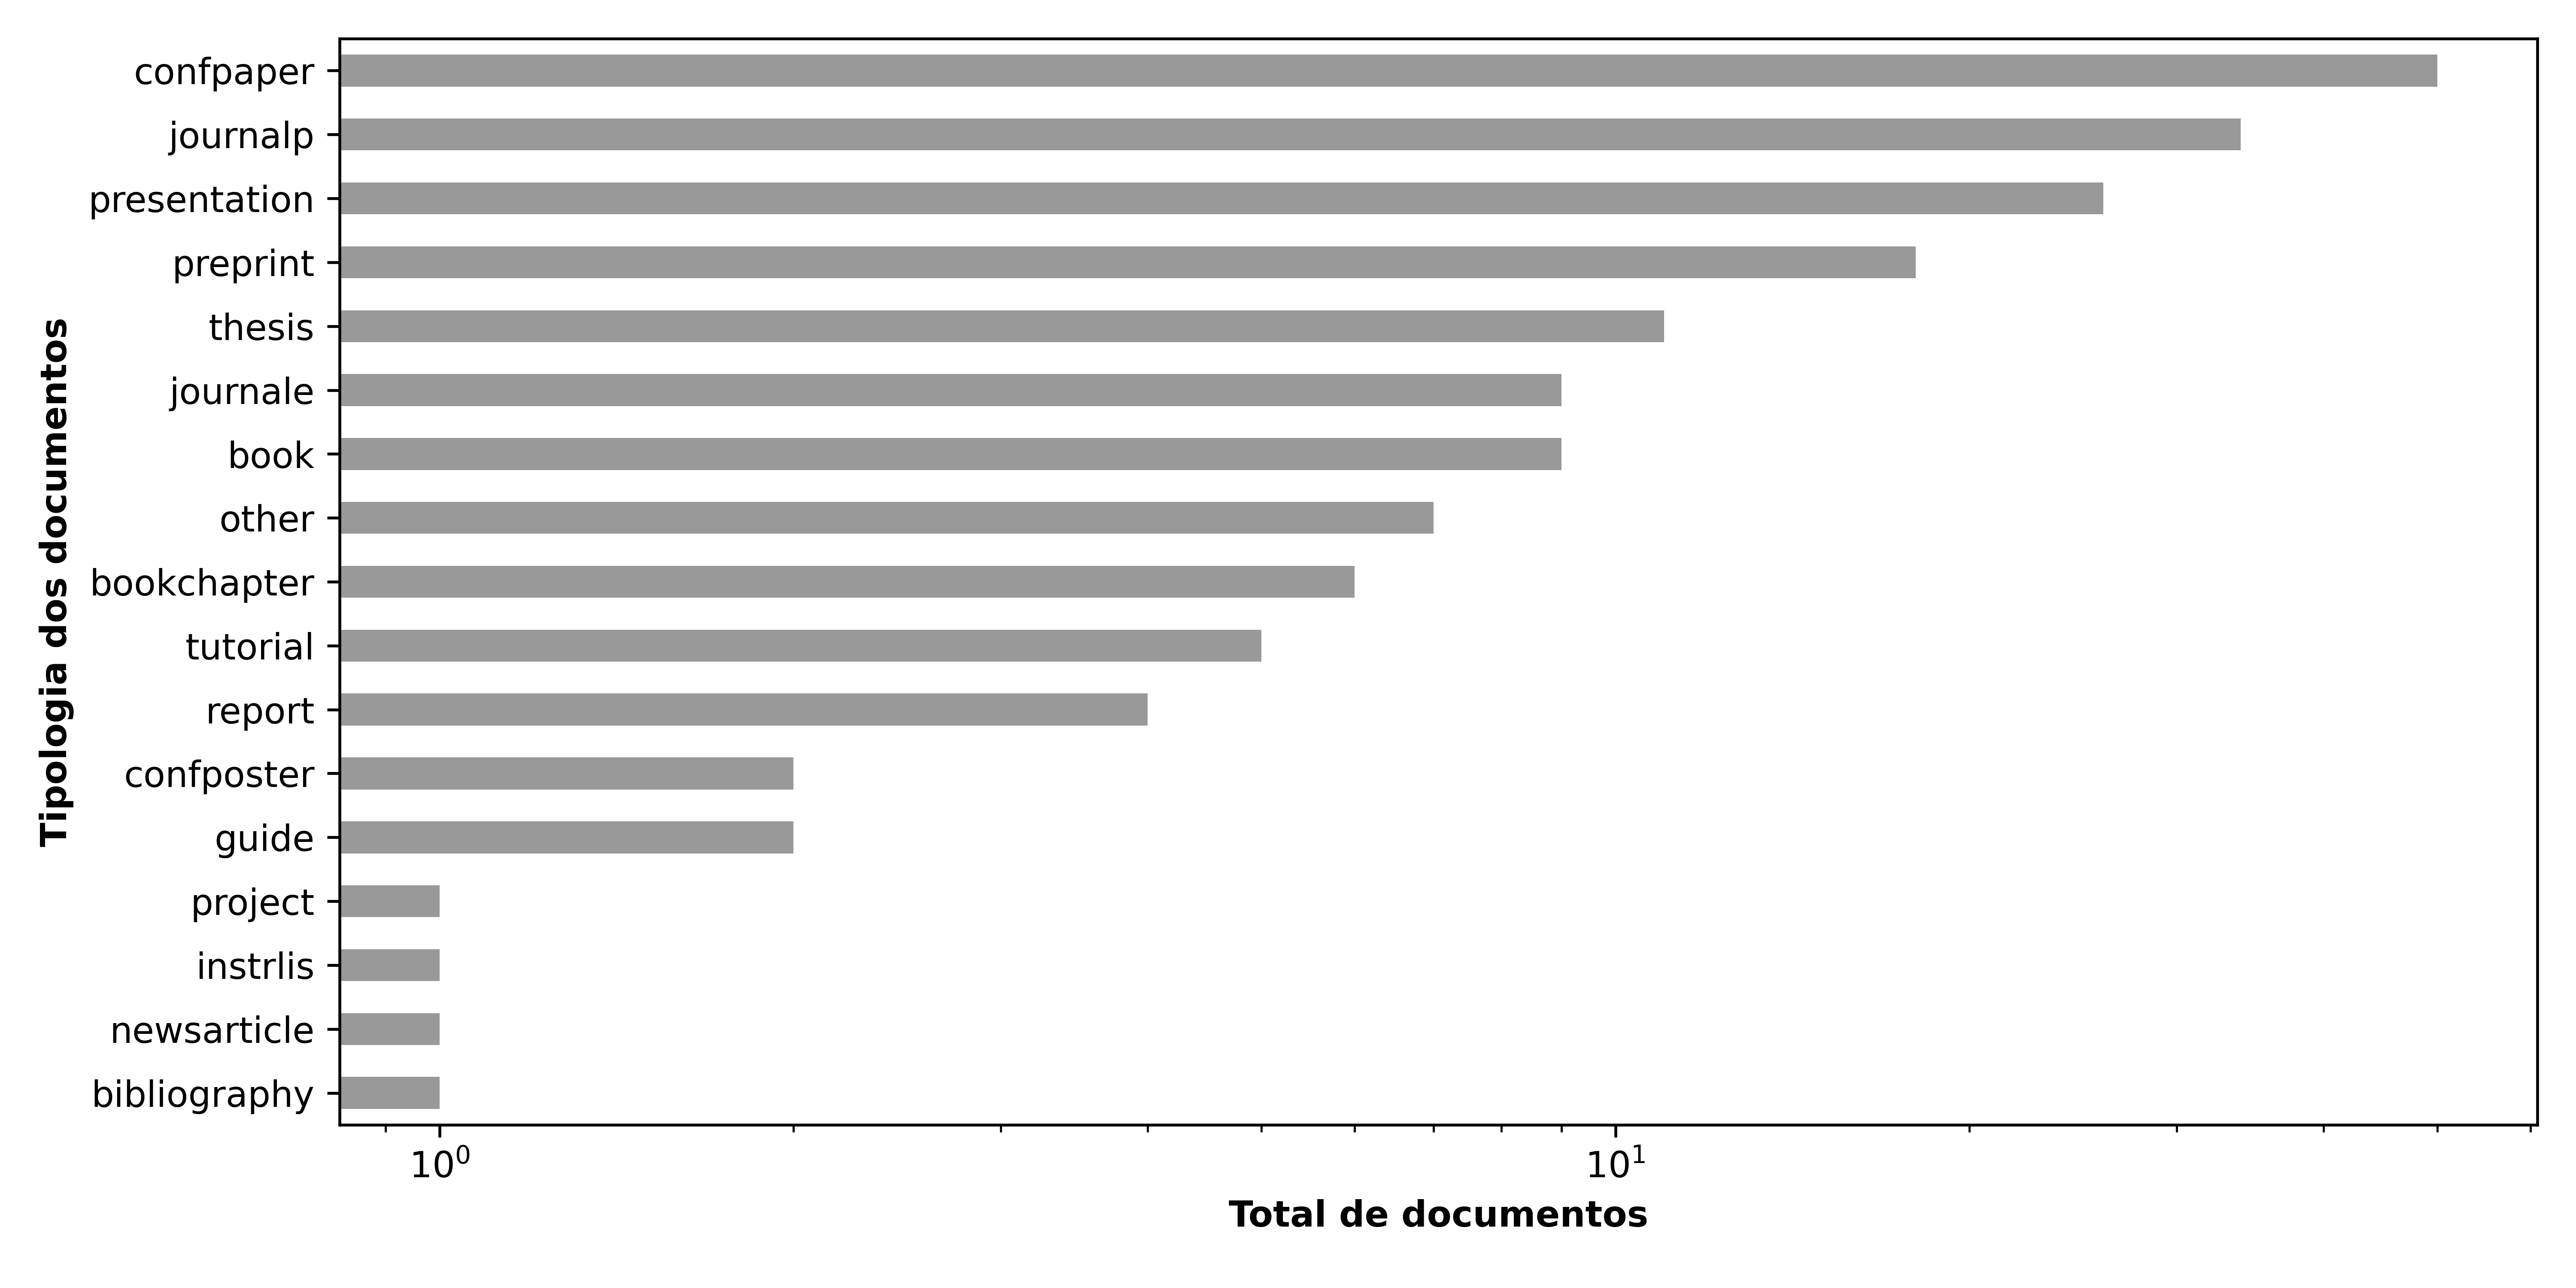 confpaper
journalp
presentation
preprint
thesis
journale
book
other
bookchapter
tutorial
report
confposter
guide
project
instrlis
newsarticle
bibliography
Tipologia dos documentos
10⁰
10¹
Total de documentos